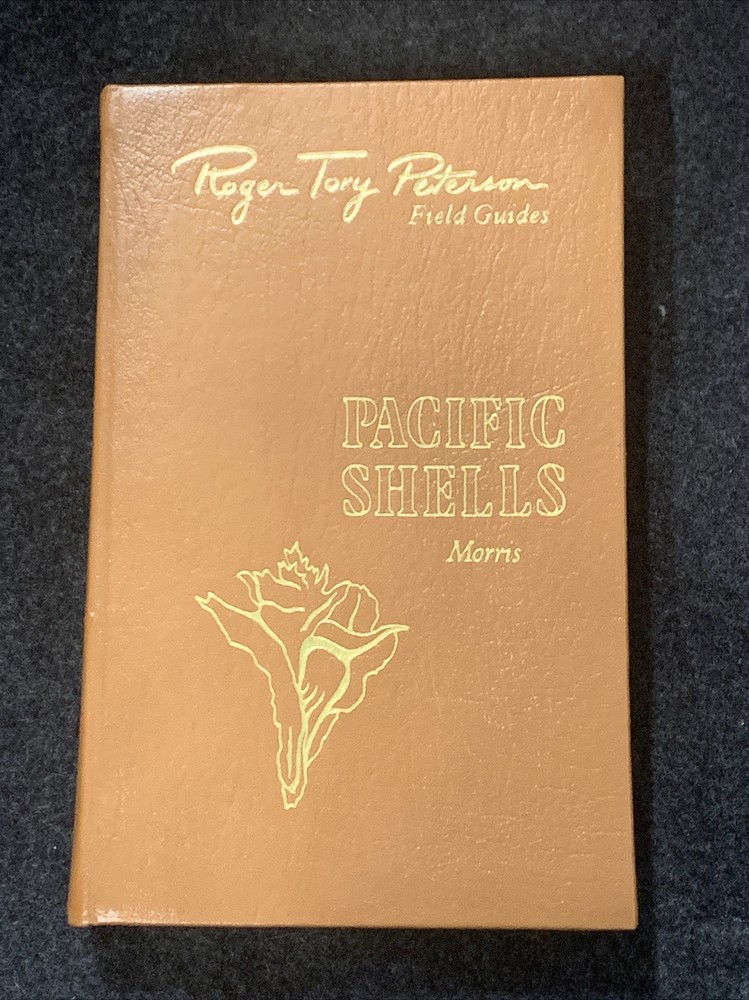 Roger Tory Peterson
Field Guides
PACIFIC
SHELLS
Morris